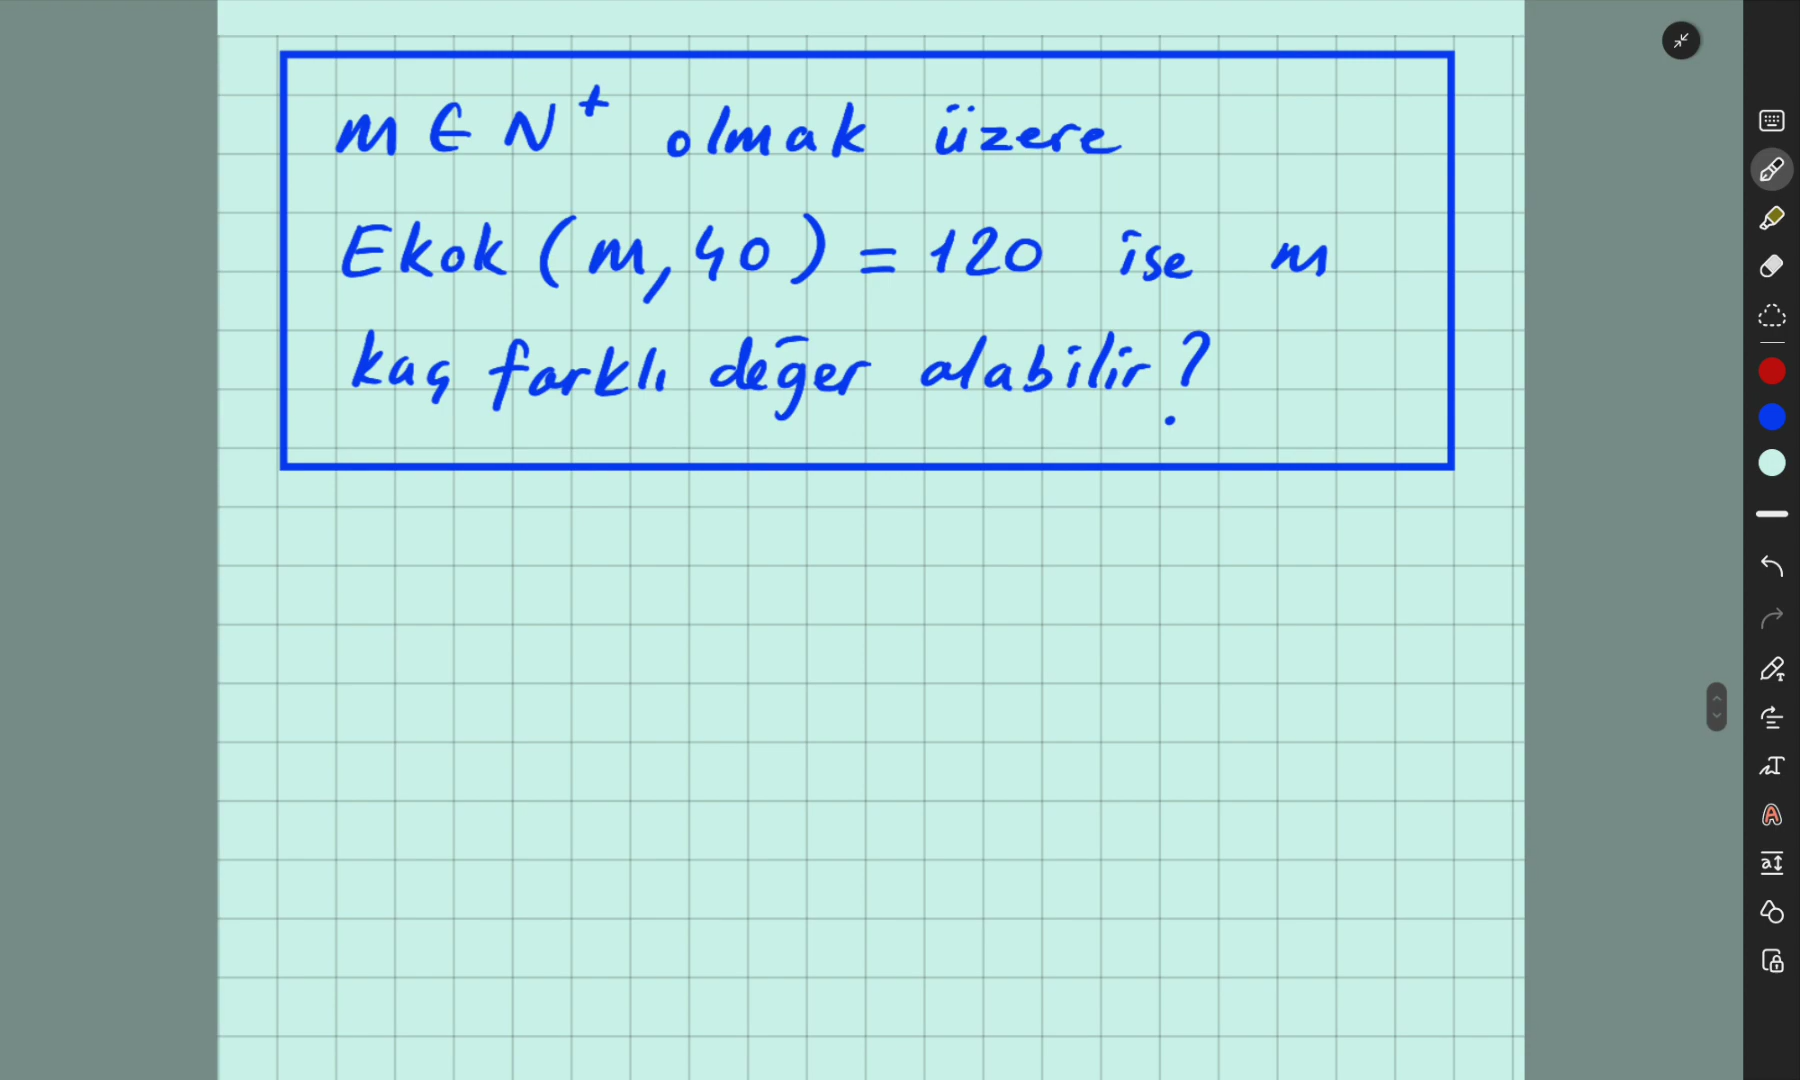 m ∈ N⁺ olmak üzere
Ekok (m, 40) = 120 ise m
kaç farklı değer alabilir?